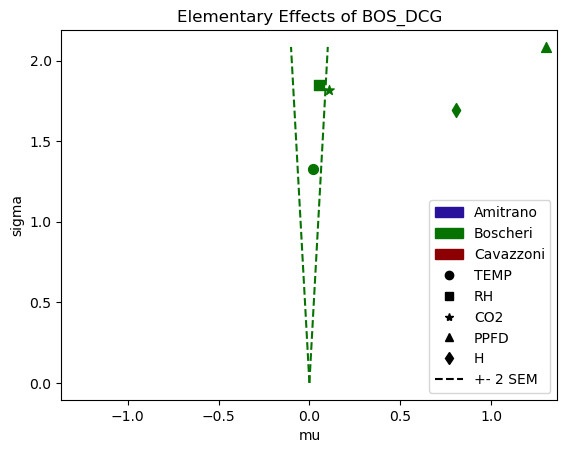 Elementary Effects of BOS_DCG
sigma
2.0
1.5
1.0
0.5
0.0
−1.0 −0.5 0.0 0.5 1.0
mu
Amitrano
Boscheri
Cavazzoni
TEMP
RH
CO2
PPFD
H
+- 2 SEM